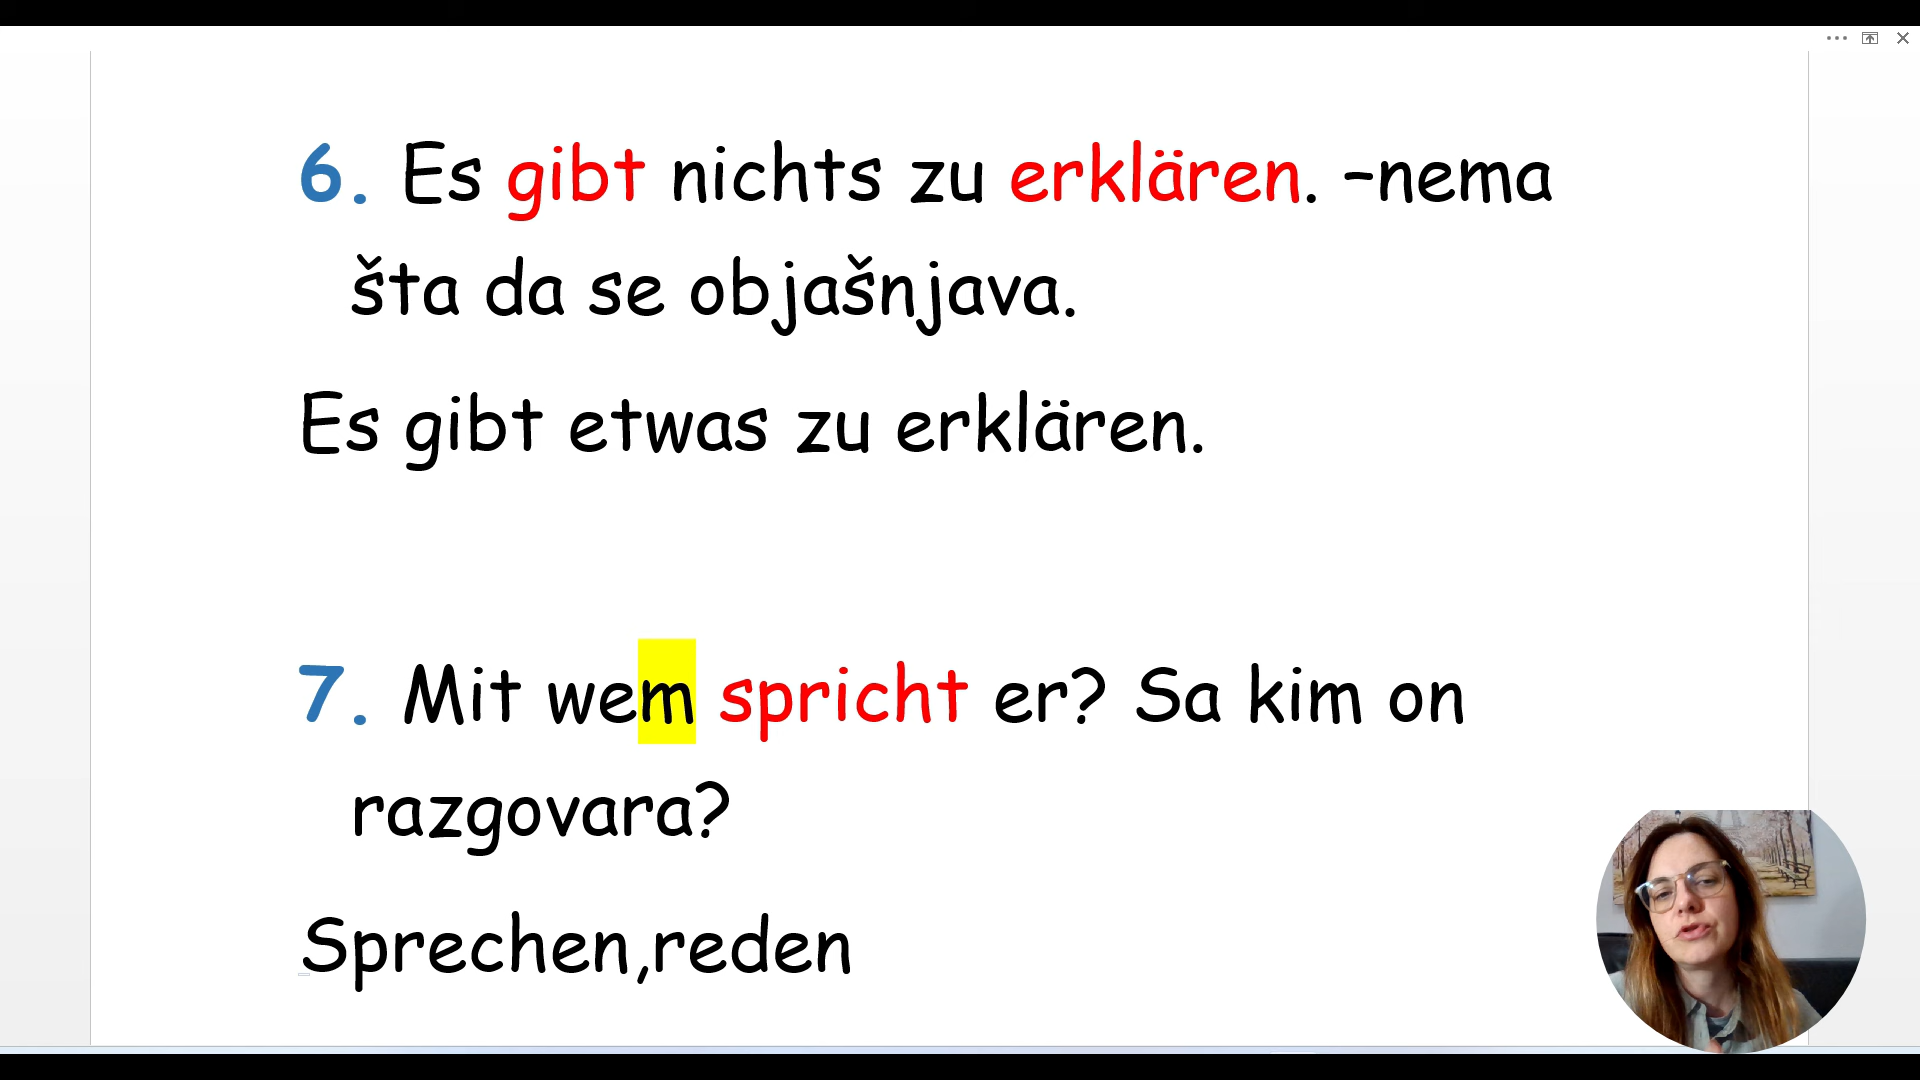 6. Es gibt nichts zu erklären. –nema
šta da se objašnjava.
Es gibt etwas zu erklären.
7. Mit wem spricht er? Sa kim on
razgovara?
Sprechen,reden